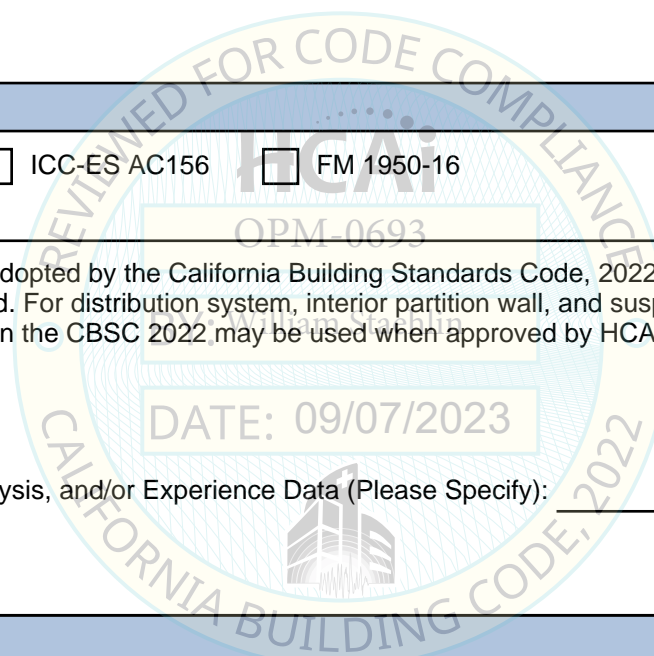 REVIEWED FOR CODE COMPLIANCE
HCAi
ICC-ES AC156 FM 1950-16
OPM-0693
dopted by the California Building Standards Code, 2022
d. For distribution system, interior partition wall, and sus
BY: William Staehlin
n the CBSC 2022 may be used when approved by HCA
DATE: 09/07/2023
ysis, and/or Experience Data (Please Specify):
CALIFORNIA BUILDING CODE, 2022